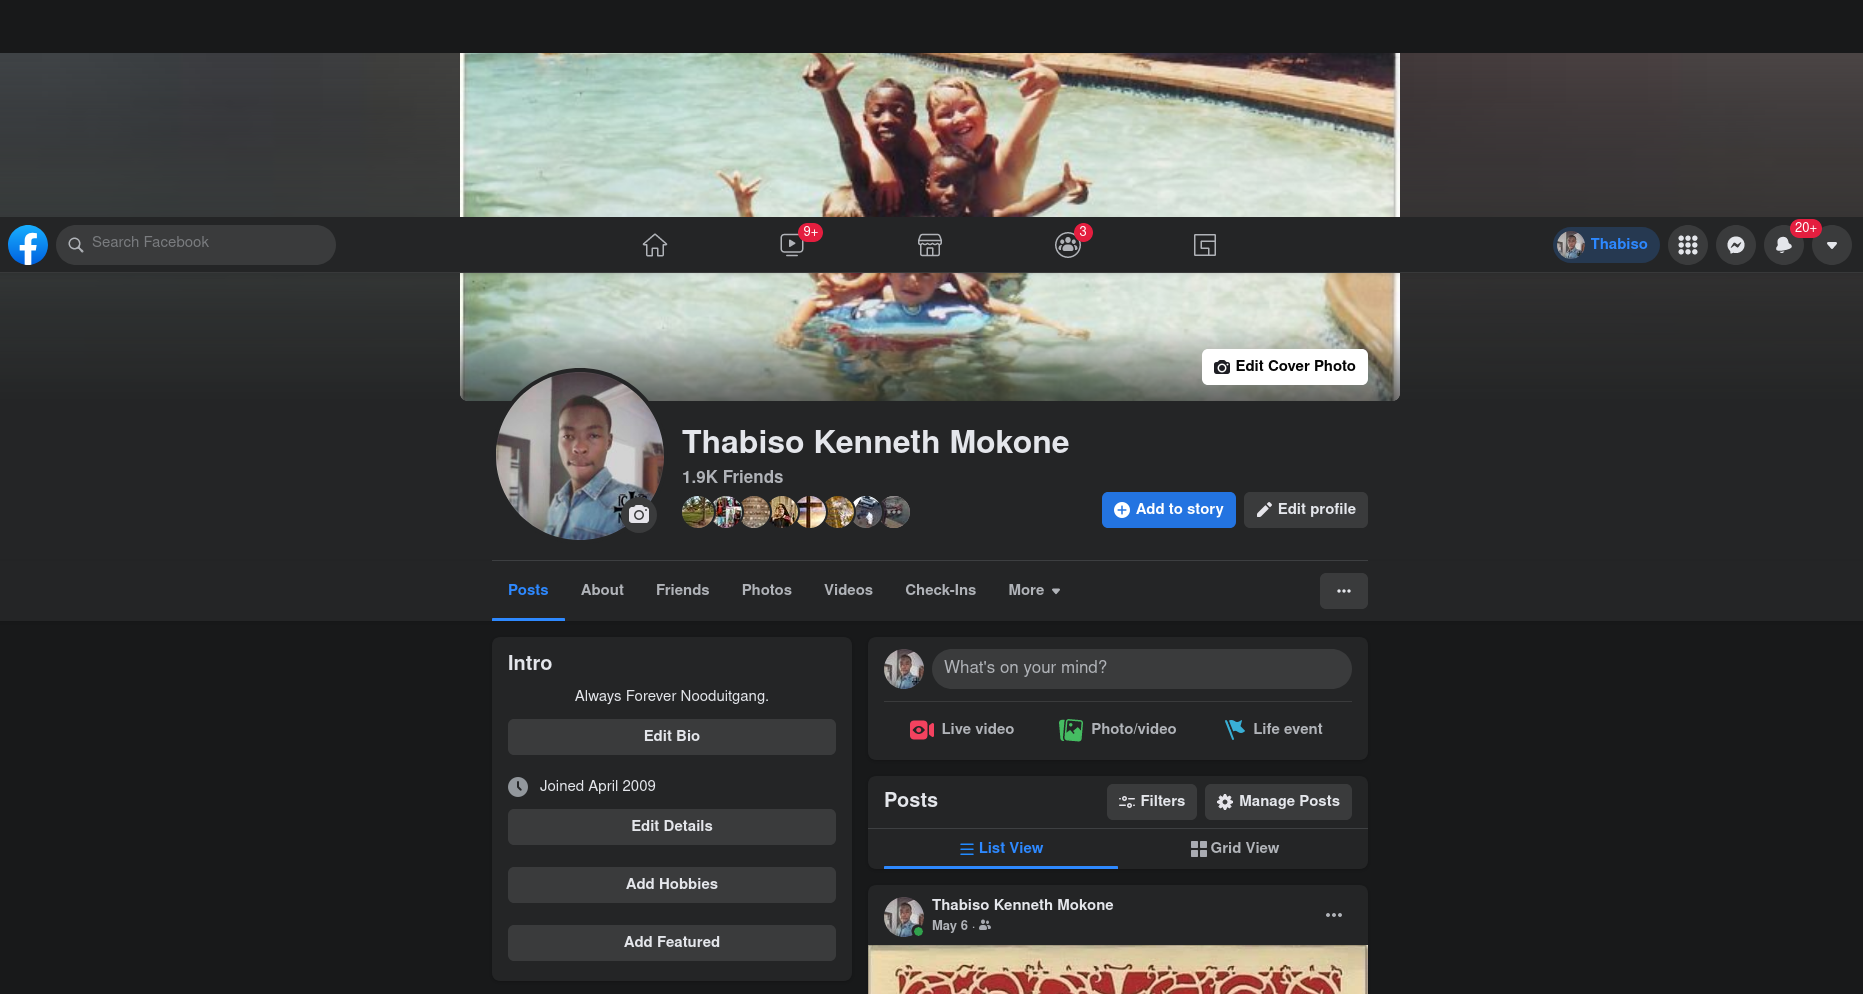 Search Facebook
9+
3
Thabiso
20+
Edit Cover Photo
Thabiso Kenneth Mokone
1.9K Friends
Add to story
Edit profile
Posts
About
Friends
Photos
Videos
Check-Ins
More
Intro
Always Forever Nooduitgang.
Edit Bio
Joined April 2009
Edit Details
Add Hobbies
Add Featured
What's on your mind?
Live video
Photo/video
Life event
Posts
Filters
Manage Posts
List View
Grid View
Thabiso Kenneth Mokone
May 6 ·